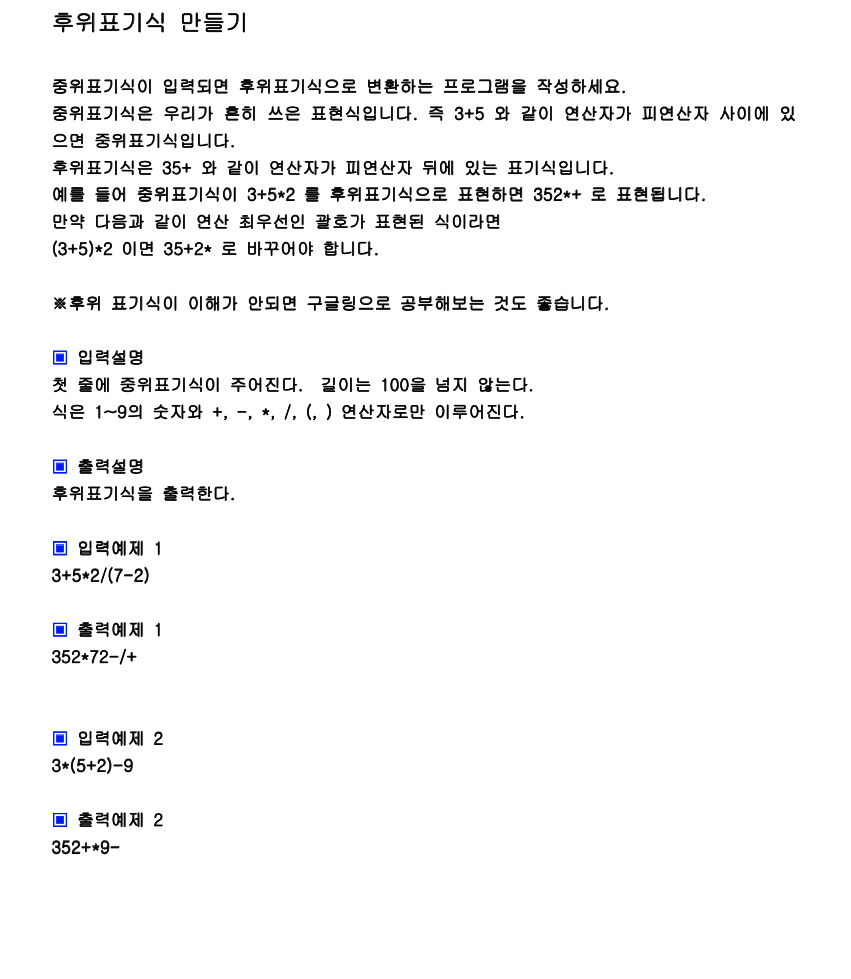 후위표기식 만들기
중위표기식이 입력되면 후위표기식으로 변환하는 프로그램을 작성하세요.
중위표기식은 우리가 흔히 쓰은 표현식입니다. 즉 3+5 와 같이 연산자가 피연산자 사이에 있
으면 중위표기식입니다.
후위표기식은 35+ 와 같이 연산자가 피연산자 뒤에 있는 표기식입니다.
예를 들어 중위표기식이 3+5*2 를 후위표기식으로 표현하면 352*+ 로 표현됩니다.
만약 다음과 같이 연산 최우선인 괄호가 표현된 식이라면
(3+5)*2 이면 35+2* 로 바꾸어야 합니다.
※후위 표기식이 이해가 안되면 구글링으로 공부해보는 것도 좋습니다.
▣ 입력설명
첫 줄에 중위표기식이 주어진다. 길이는 100을 넘지 않는다.
식은 1~9의 숫자와 +, -, *, /, (, ) 연산자로만 이루어진다.
▣ 출력설명
후위표기식을 출력한다.
▣ 입력예제 1
3+5*2/(7-2)
▣ 출력예제 1
352*72-/+
▣ 입력예제 2
3*(5+2)-9
▣ 출력예제 2
352+*9-